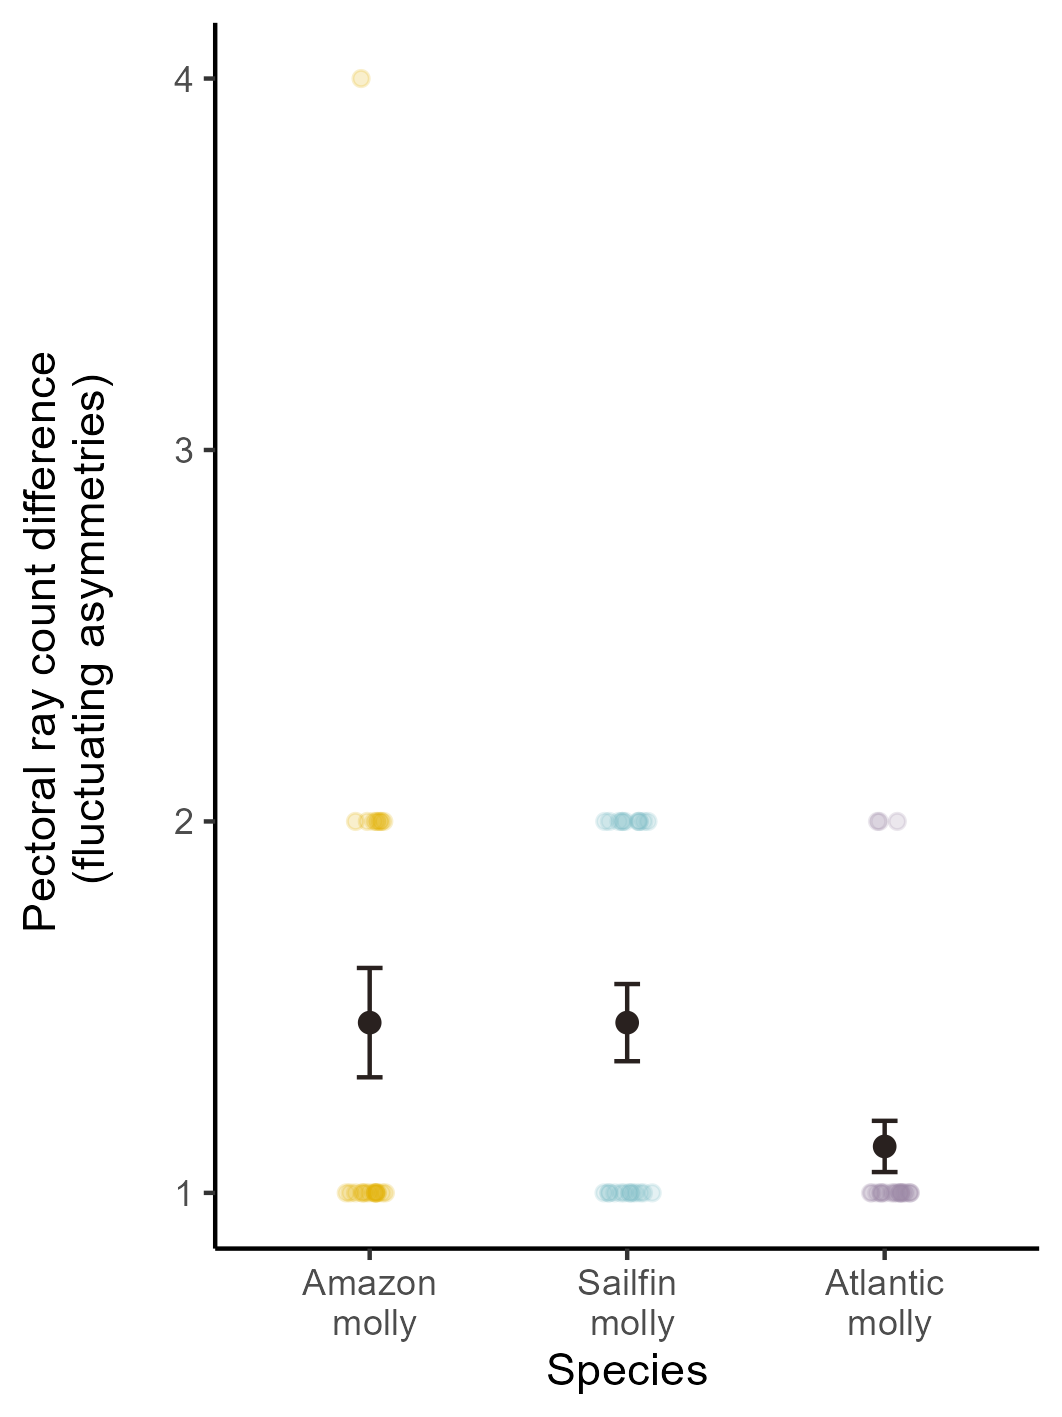 Pectoral ray count difference
(fluctuating asymmetries)
4
3
2
1
Amazon
molly
Sailfin
molly
Atlantic
molly
Species